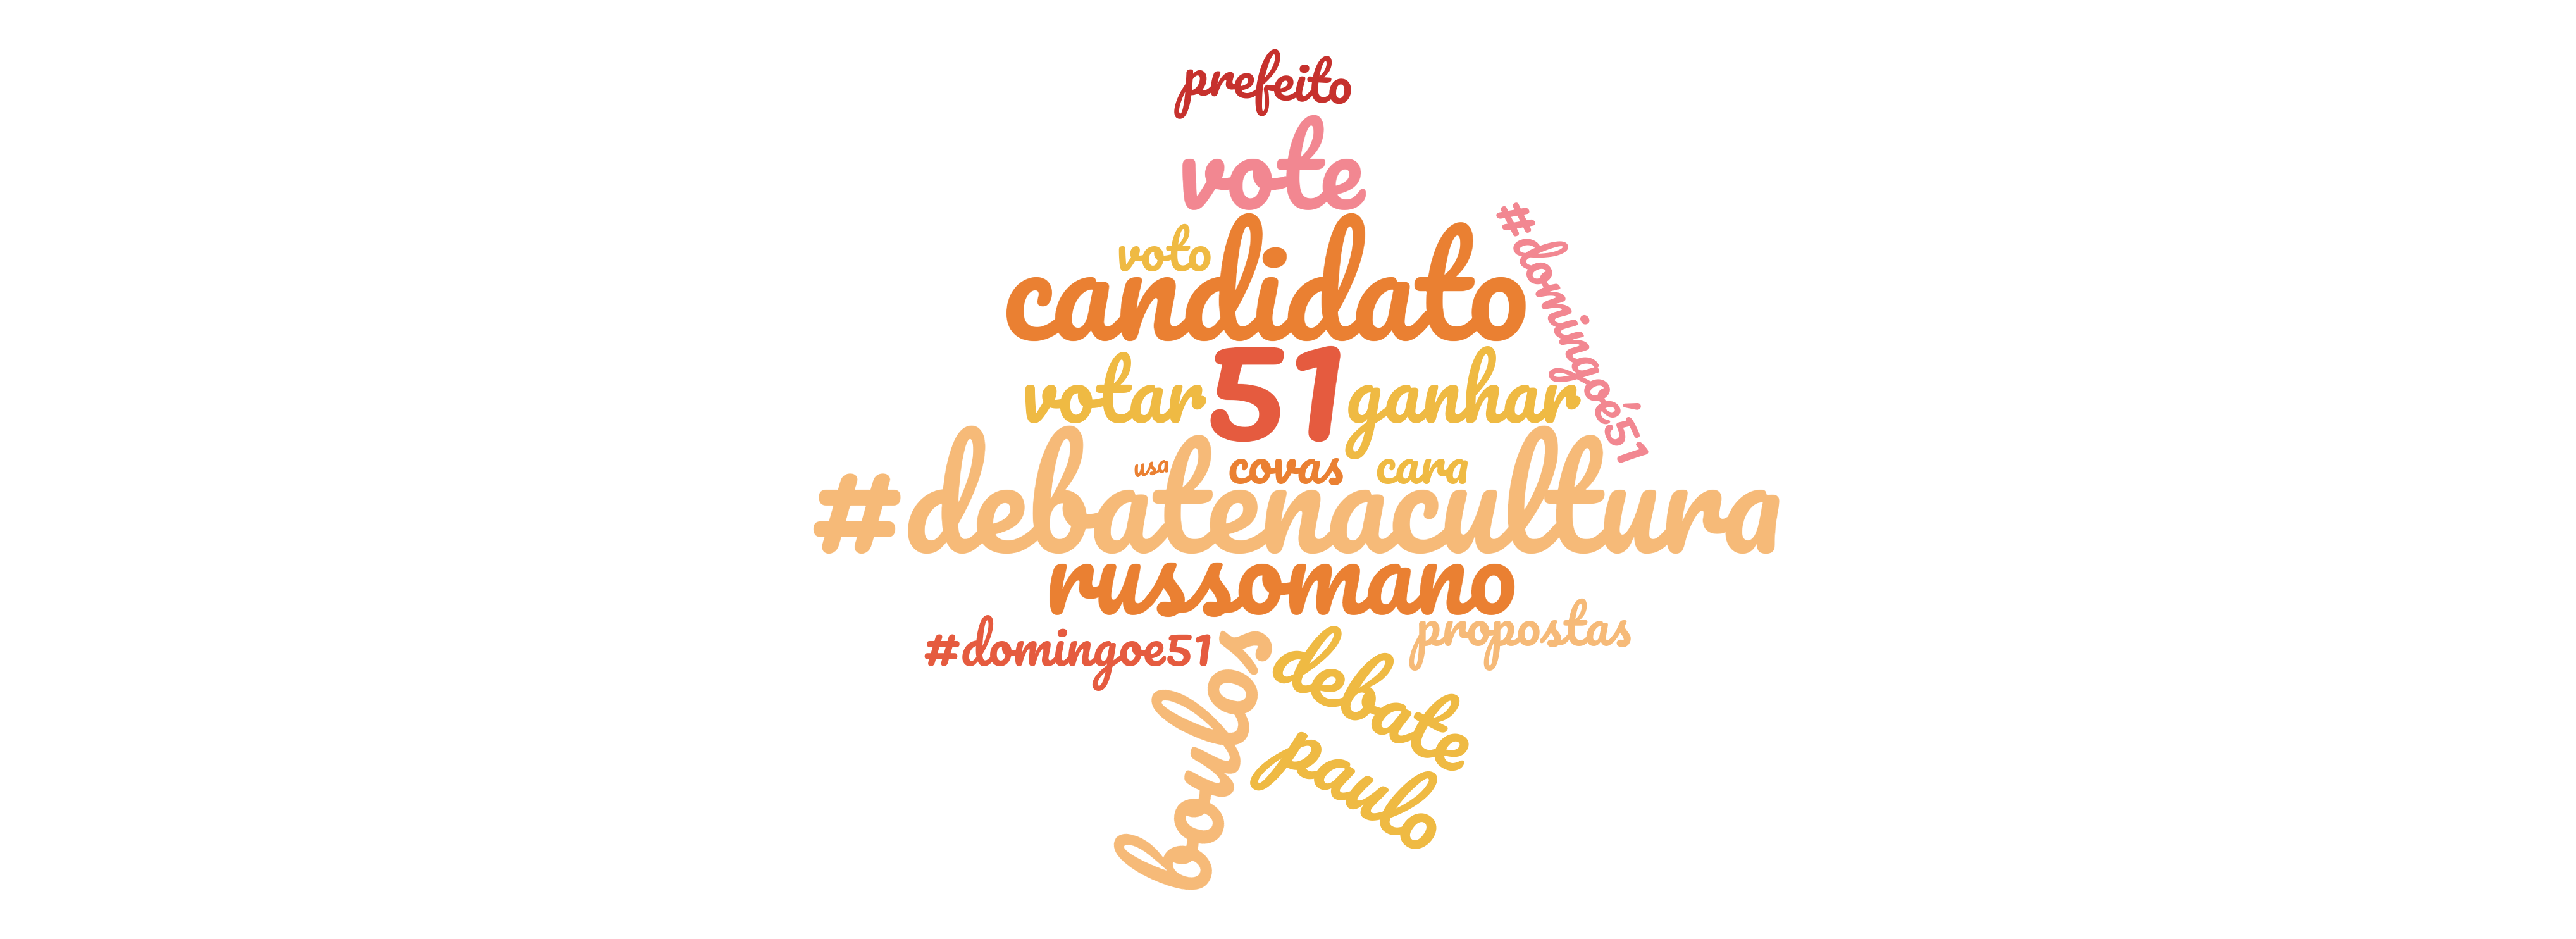 prefeito
vote
#domingoé51
voto
candidato
votar 51 ganhar
usa covas cara
#debatenacultura
russomano
#domingoe51 propostas
boulos
debate
paulo